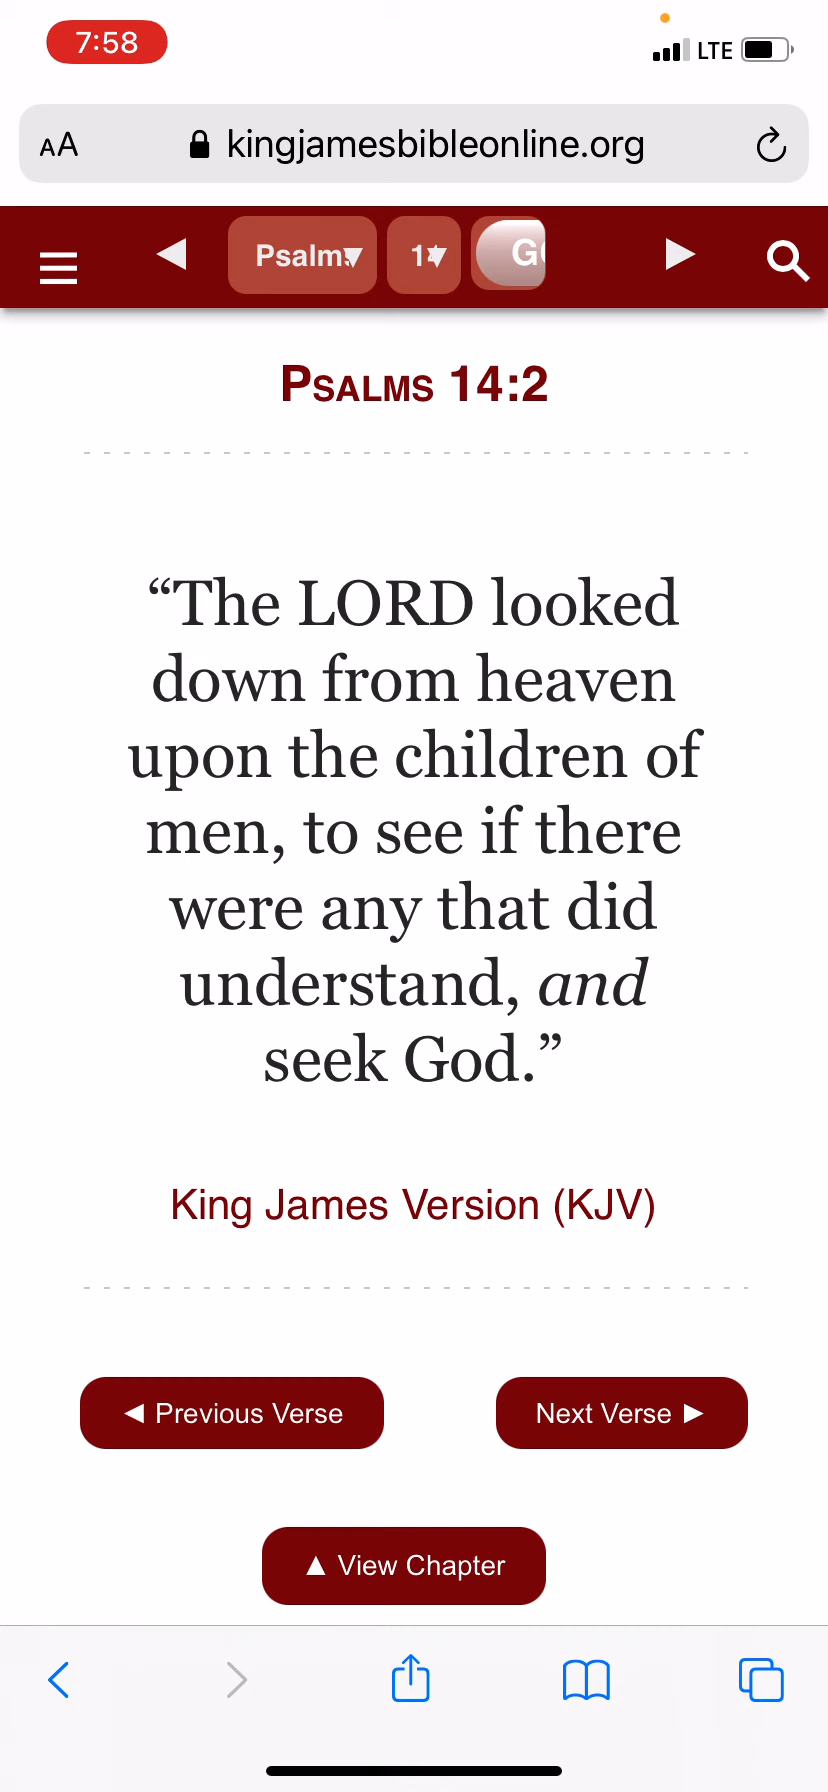 7:58
LTE
AA
kingjamesbibleonline.org
PSALMS 14:2
“The LORD looked
down from heaven
upon the children of
men, to see if there
were any that did
understand, and
seek God.”
King James Version (KJV)
◄ Previous Verse
Next Verse ►
▲ View Chapter